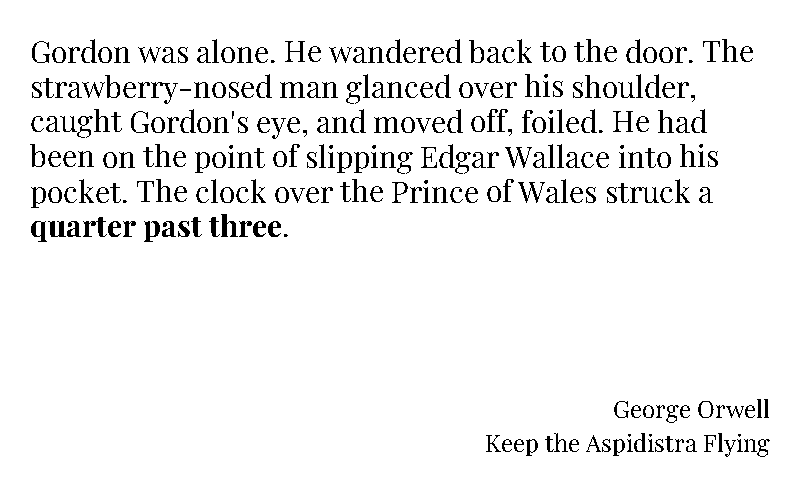 Gordon was alone. He wandered back to the door. The
strawberry-nosed man glanced over his shoulder,
caught Gordon's eye, and moved off, foiled. He had
been on the point of slipping Edgar Wallace into his
pocket. The clock over the Prince of Wales struck a
quarter past three.
George Orwell
Keep the Aspidistra Flying